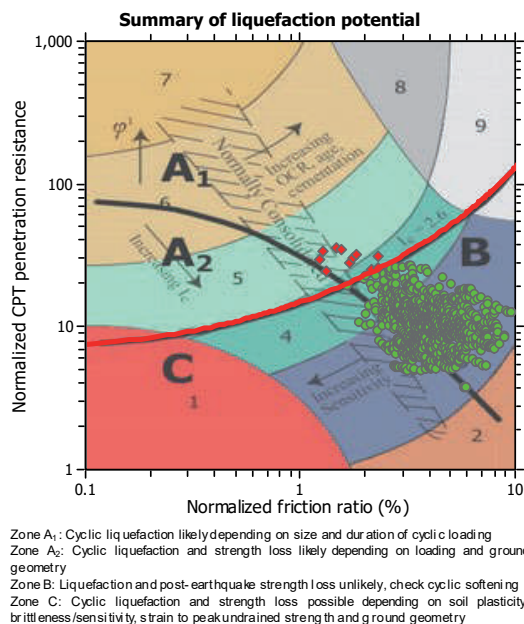 Summary of liquefaction potential
1,000
100
10
1
Normalized CPT penetration resistance
7
8
9
φ'
A1
Increasing
OCR, age,
cementation
Normally Consolidated
6
A2
Increasing Ic
5
Ic = 2.6
B
4
C
1
Increasing
Sensitivity
2
0.1
1
10
Normalized friction ratio (%)
Zone A₁: Cyclic liquefaction likely depending on size and duration of cyclic loading
Zone A₂: Cyclic liquefaction and strength loss likely depending on loading and ground
geometry
Zone B: Liquefaction and post-earthquake strength loss unlikely, check cyclic softening
Zone C: Cyclic liquefaction and strength loss possible depending on soil plasticity
brittleness/sensitivity, strain to peak undrained strength and ground geometry